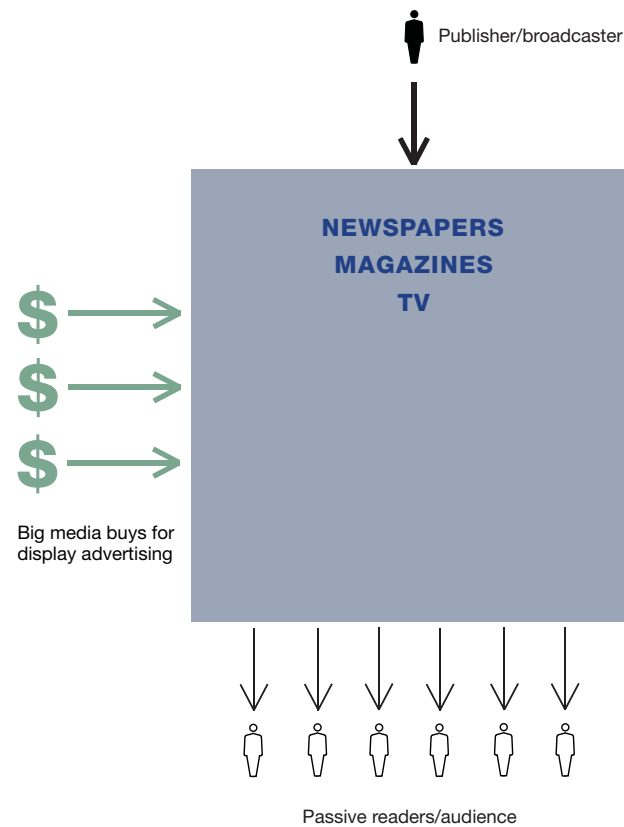 Publisher/broadcaster
NEWSPAPERS
MAGAZINES
TV
$
$
$
Big media buys for
display advertising
Passive readers/audience